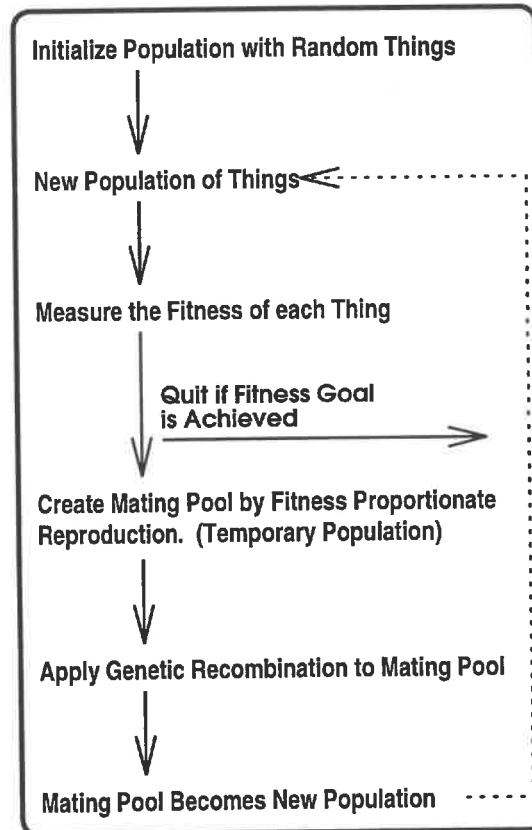 Initialize Population with Random Things
New Population of Things
Measure the Fitness of each Thing
Quit if Fitness Goal
is Achieved
Create Mating Pool by Fitness Proportionate
Reproduction. (Temporary Population)
Apply Genetic Recombination to Mating Pool
Mating Pool Becomes New Population